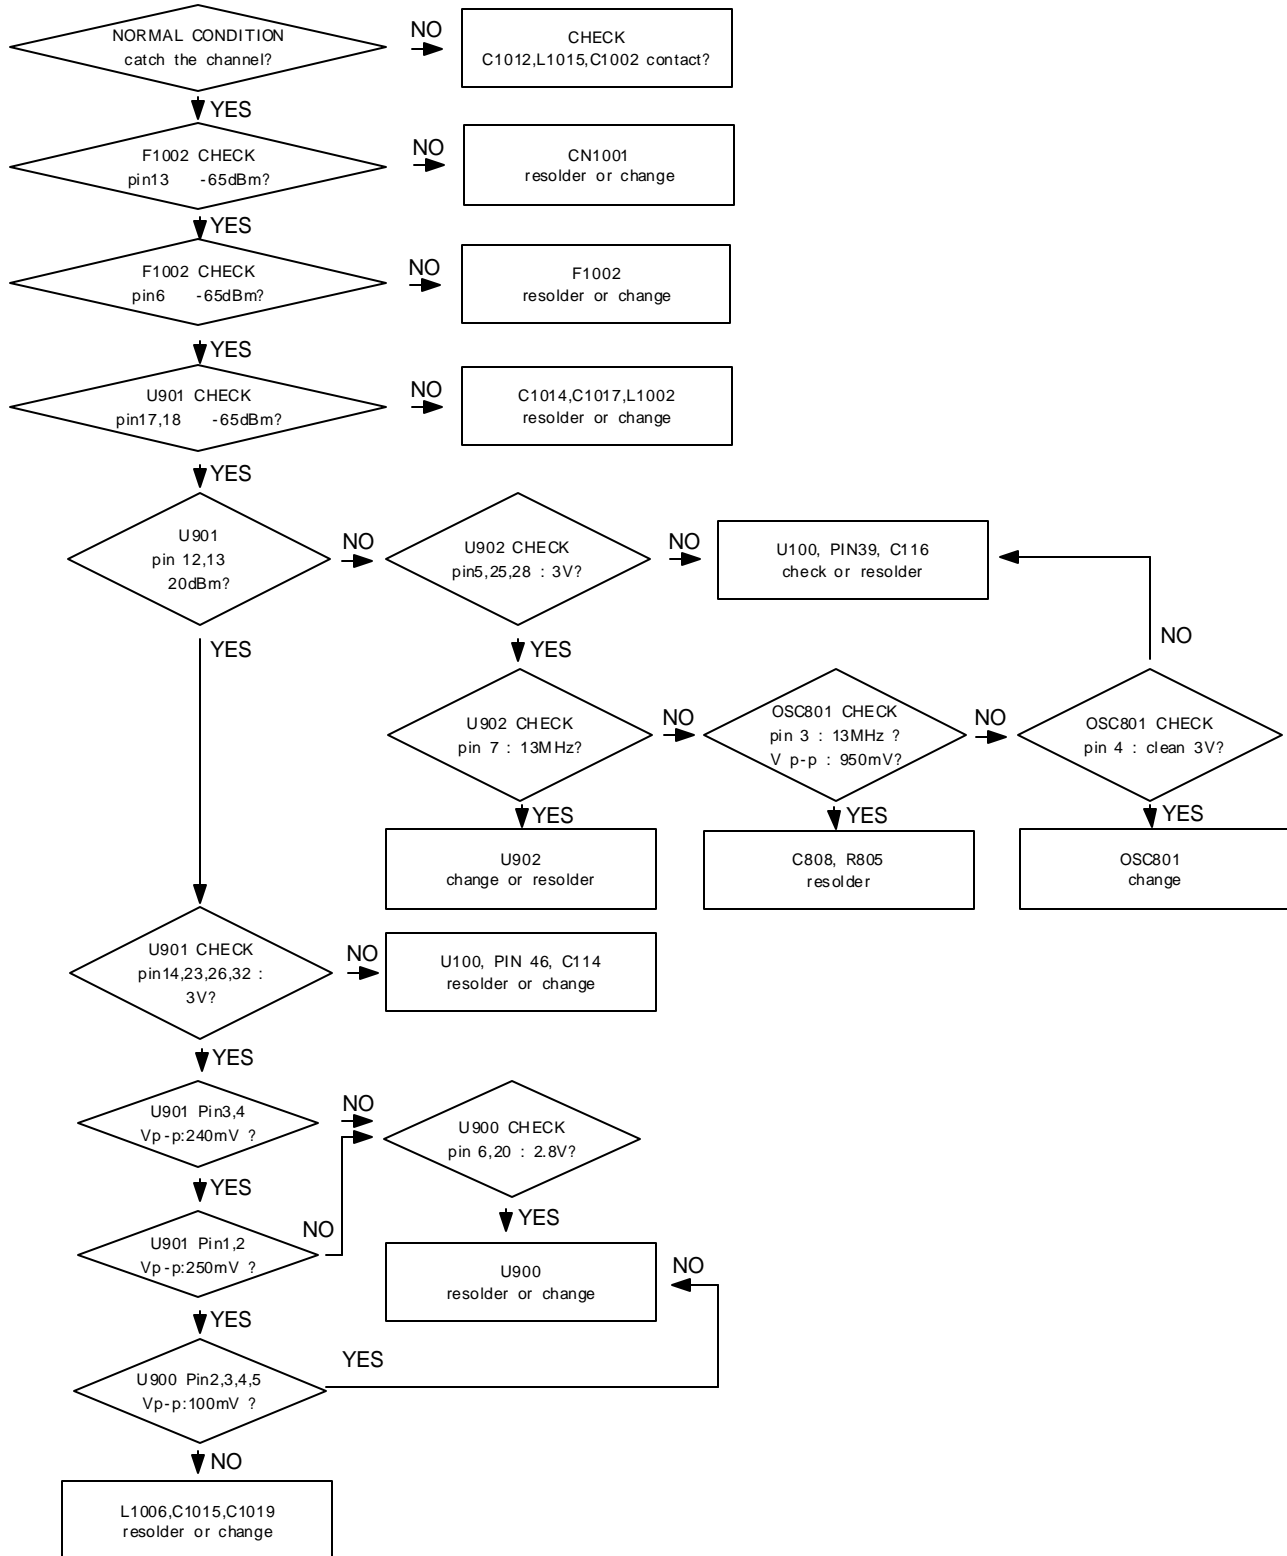 NORMAL CONDITION
catch the channel?
NO
CHECK
C1012,L1015,C1002 contact?
YES
F1002 CHECK
pin13 -65dBm?
NO
CN1001
resolder or change
YES
F1002 CHECK
pin6 -65dBm?
NO
F1002
resolder or change
YES
U901 CHECK
pin17,18 -65dBm?
NO
C1014,C1017,L1002
resolder or change
YES
U901
pin 12,13
20dBm?
NO
U902 CHECK
pin5,25,28 : 3V?
NO
U100, PIN39, C116
check or resolder
NO
YES
YES
U902 CHECK
pin 7 : 13MHz?
NO
OSC801 CHECK
pin 3 : 13MHz ?
V p-p : 950mV?
NO
OSC801 CHECK
pin 4 : clean 3V?
YES
YES
YES
U902
change or resolder
C808, R805
resolder
OSC801
change
U901 CHECK
pin14,23,26,32 :
3V?
NO
U100, PIN 46, C114
resolder or change
YES
U901 Pin3,4
Vp-p:240mV ?
NO
U900 CHECK
pin 6,20 : 2.8V?
YES
NO
YES
U901 Pin1,2
Vp-p:250mV ?
U900
resolder or change
NO
YES
YES
U900 Pin2,3,4,5
Vp-p:100mV ?
NO
L1006,C1015,C1019
resolder or change